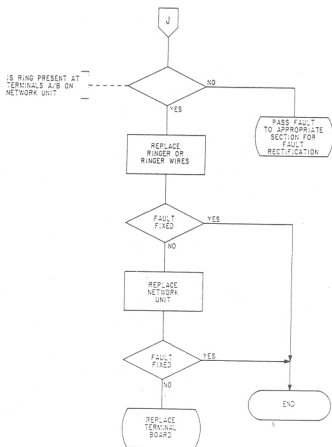 J
IS RING PRESENT AT
TERMINALS A/B ON
NETWORK UNIT
NO
YES
PASS FAULT
TO APPROPRIATE
SECTION FOR
FAULT
RECTIFICATION
REPLACE
RINGER OR
RINGER WIRES
FAULT
FIXED
YES
NO
REPLACE
NETWORK
UNIT
FAULT
FIXED
YES
NO
END
REPLACE
TERMINAL
BOARD